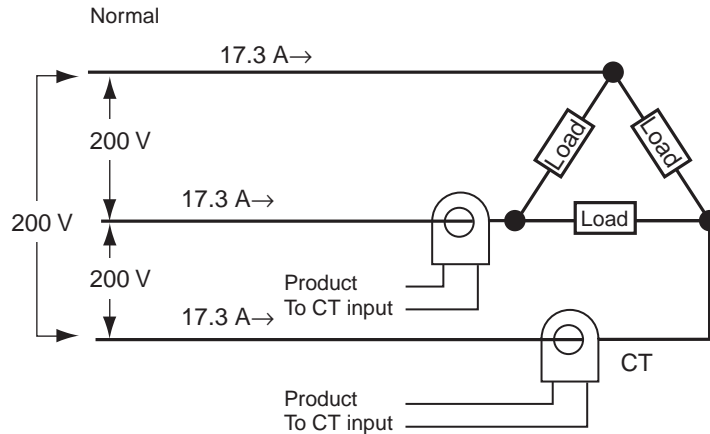 Normal
17.3 A→
200 V
Load
Load
17.3 A→
Load
200 V
200 V
Product
To CT input
17.3 A→
CT
Product
To CT input